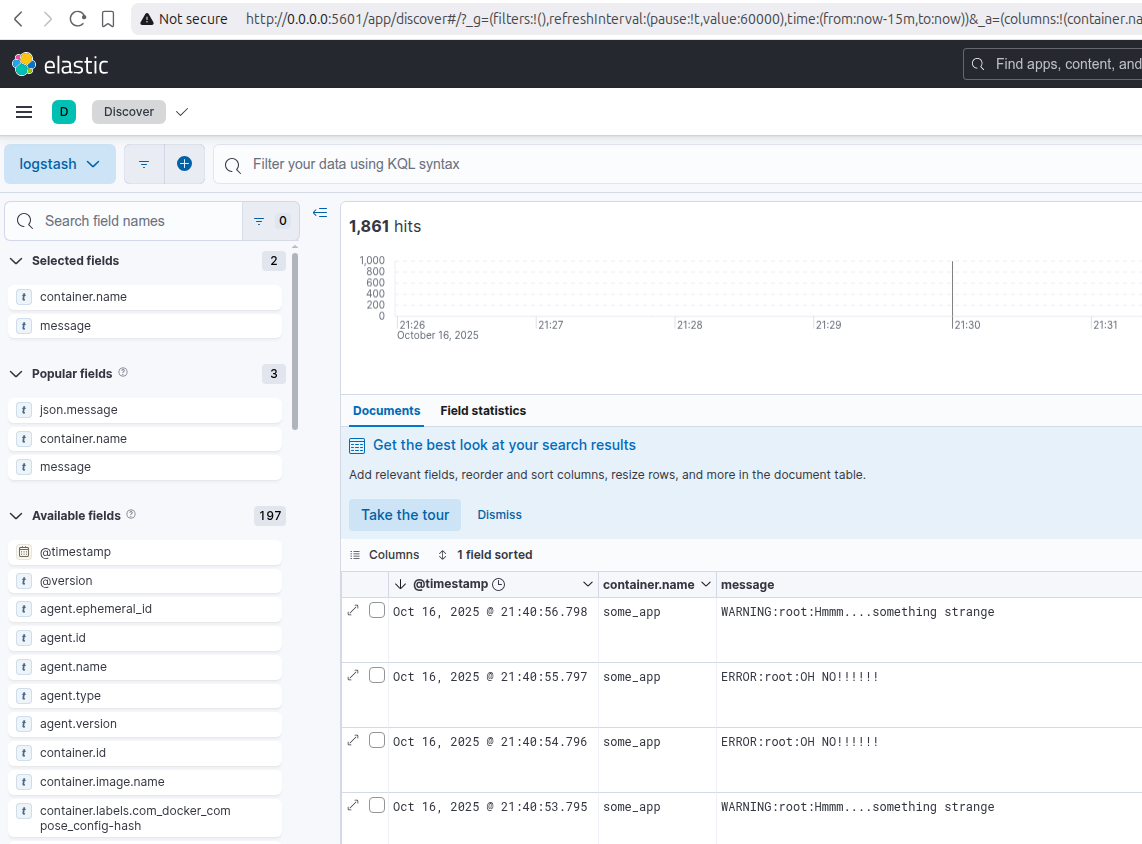 Not secure http://0.0.0.0:5601/app/discover#/?_g=(filters:!(),refreshInterval:(pause:!t,value:60000),time:(from:now-15m,to:now))&_a=(columns:!(container.na
elastic
Find apps, content, and
D Discover
logstash
Filter your data using KQL syntax
Search field names 0
1,861 hits
Selected fields 2
t container.name
t message
1,000
800
600
400
200
0
21:26 21:27 21:28 21:29 21:30 21:31
October 16, 2025
Popular fields 3
t json.message
t container.name
t message
Documents Field statistics
Get the best look at your search results
Add relevant fields, reorder and sort columns, resize rows, and more in the document table.
Take the tour Dismiss
Available fields 197
@timestamp
t @version
t agent.ephemeral_id
t agent.id
t agent.name
t agent.type
t agent.version
t container.id
t container.image.name
t container.labels.com_docker_com
pose_config-hash
Columns 1 field sorted
@timestamp container.name message
Oct 16, 2025 @ 21:40:56.798 some_app WARNING:root:Hmmm....something strange
Oct 16, 2025 @ 21:40:55.797 some_app ERROR:root:OH NO!!!!!!
Oct 16, 2025 @ 21:40:54.796 some_app ERROR:root:OH NO!!!!!!
Oct 16, 2025 @ 21:40:53.795 some_app WARNING:root:Hmmm....something strange